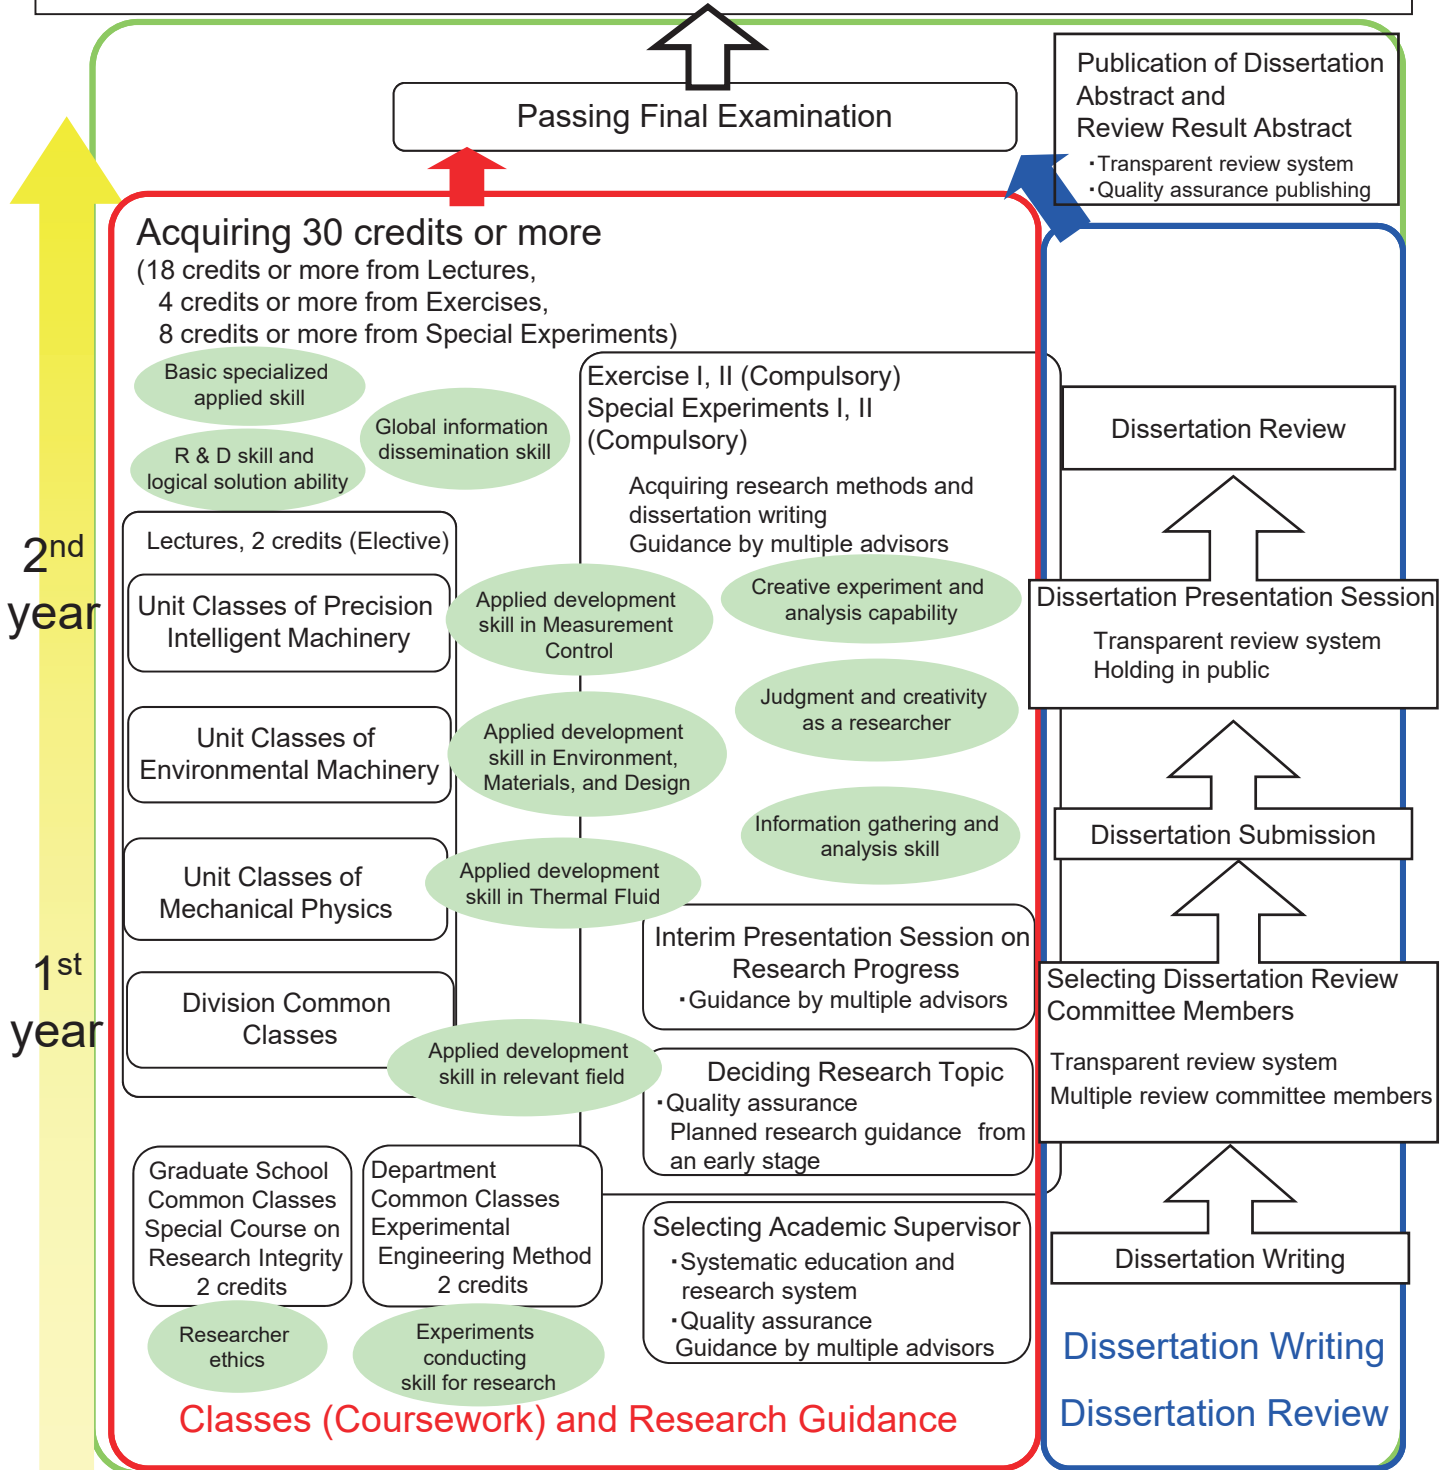 Passing Final Examination
Publication of Dissertation
Abstract and
Review Result Abstract
・Transparent review system
・Quality assurance publishing
2nd
year
1st
year
Acquiring 30 credits or more
(18 credits or more from Lectures,
4 credits or more from Exercises,
8 credits or more from Special Experiments)
Basic specialized
applied skill
Global information
dissemination skill
R & D skill and
logical solution ability
Lectures, 2 credits (Elective)
Unit Classes of Precision
Intelligent Machinery
Unit Classes of
Environmental Machinery
Unit Classes of
Mechanical Physics
Division Common
Classes
Applied development
skill in Measurement
Control
Applied development
skill in Environment,
Materials, and Design
Applied development
skill in Thermal Fluid
Applied development
skill in relevant field
Exercise I, II (Compulsory)
Special Experiments I, II
(Compulsory)
Acquiring research methods and
dissertation writing
Guidance by multiple advisors
Creative experiment and
analysis capability
Judgment and creativity
as a researcher
Information gathering and
analysis skill
Interim Presentation Session on
Research Progress
・Guidance by multiple advisors
Deciding Research Topic
・Quality assurance
Planned research guidance from
an early stage
Graduate School
Common Classes
Special Course on
Research Integrity
2 credits
Department
Common Classes
Experimental
Engineering Method
2 credits
Selecting Academic Supervisor
・Systematic education and
research system
・Quality assurance
Guidance by multiple advisors
Researcher
ethics
Experiments
conducting
skill for research
Classes (Coursework) and Research Guidance
Dissertation Review
Dissertation Presentation Session
Transparent review system
Holding in public
Dissertation Submission
Selecting Dissertation Review
Committee Members
Transparent review system
Multiple review committee members
Dissertation Writing
Dissertation Writing
Dissertation Review